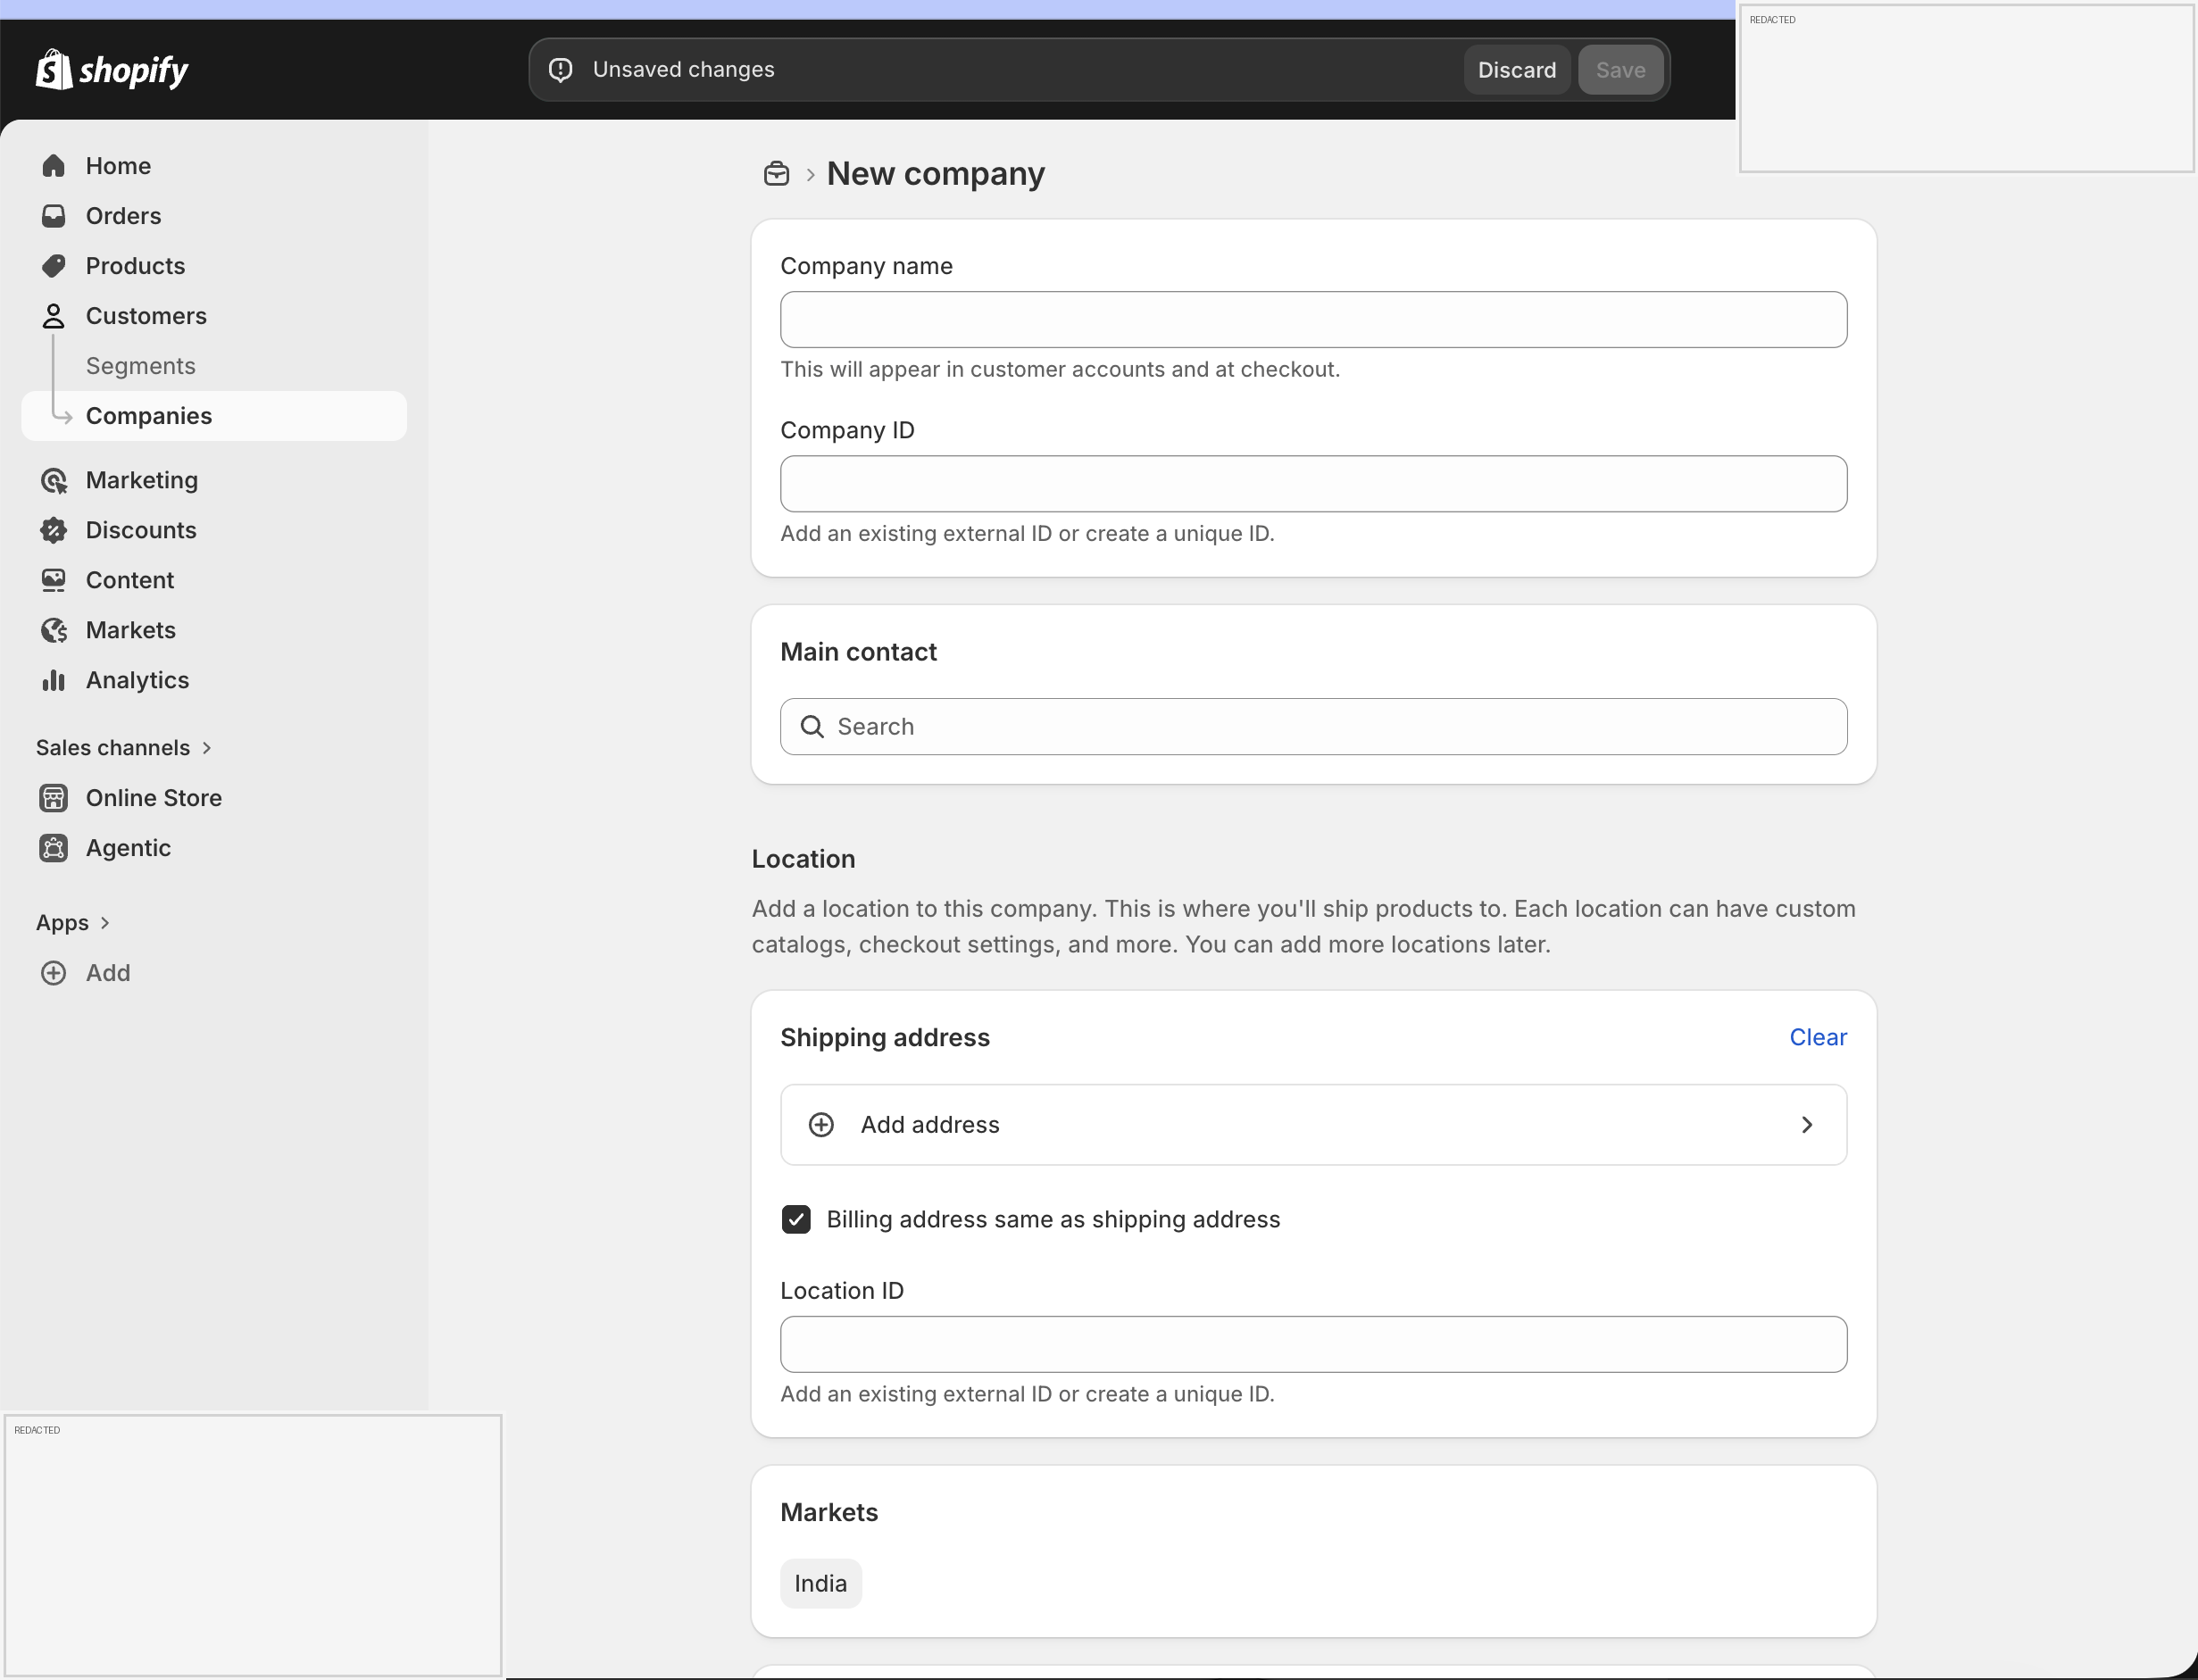 REDACTED
shopify
Unsaved changes
Discard
Save
Home
Orders
Products
Customers
Segments
Companies
Marketing
Discounts
Content
Markets
Analytics
Sales channels
Online Store
Agentic
Apps
Add
New company
Company name
This will appear in customer accounts and at checkout.
Company ID
Add an existing external ID or create a unique ID.
Main contact
Search
Location
Add a location to this company. This is where you'll ship products to. Each location can have custom
catalogs, checkout settings, and more. You can add more locations later.
Shipping address
Clear
Add address
Billing address same as shipping address
Location ID
Add an existing external ID or create a unique ID.
Markets
India
REDACTED